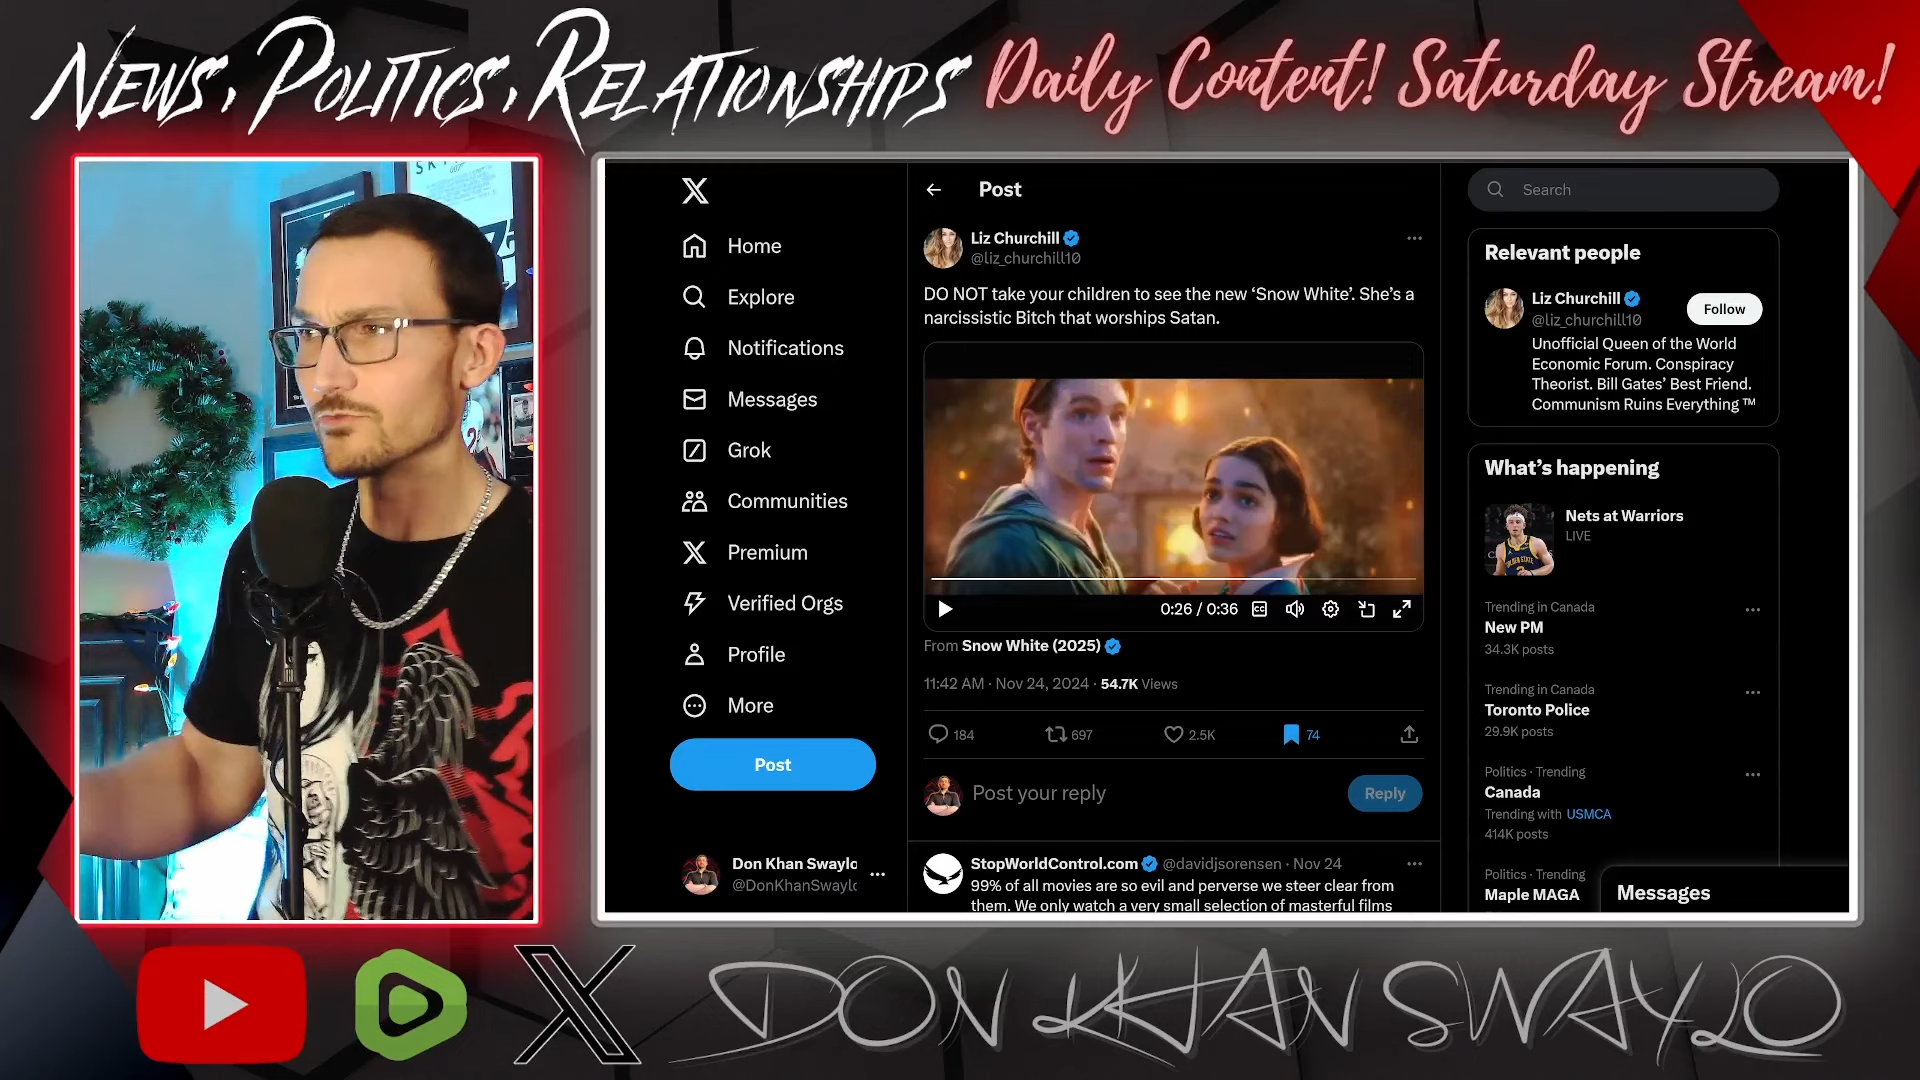 News, Politics, Relationships Daily Content! Saturday Stream!
SKY
007
X
Home
Explore
Notifications
Messages
Grok
Communities
Premium
Verified Orgs
Profile
More
Post
Don Khan Swaylo
@DonKhanSwaylo
Post
Liz Churchill
@liz_churchill10
DO NOT take your children to see the new ‘Snow White’. She’s a
narcissistic Bitch that worships Satan.
0:26 / 0:36
CC
From Snow White (2025)
11:42 AM · Nov 24, 2024 · 54.7K Views
184 697 2.5K 74
Post your reply
Reply
StopWorldControl.com @davidjsorensen · Nov 24
99% of all movies are so evil and perverse we steer clear from
them. We only watch a very small selection of masterful films
Search
Relevant people
Liz Churchill
@liz_churchill10
Follow
Unofficial Queen of the World
Economic Forum. Conspiracy
Theorist. Bill Gates’ Best Friend.
Communism Ruins Everything ™
What’s happening
Nets at Warriors
LIVE
Trending in Canada
New PM
34.3K posts
Trending in Canada
Toronto Police
29.9K posts
Politics · Trending
Canada
Trending with USMCA
414K posts
Politics · Trending
Maple MAGA
Messages
X
Don Khan Swaylo